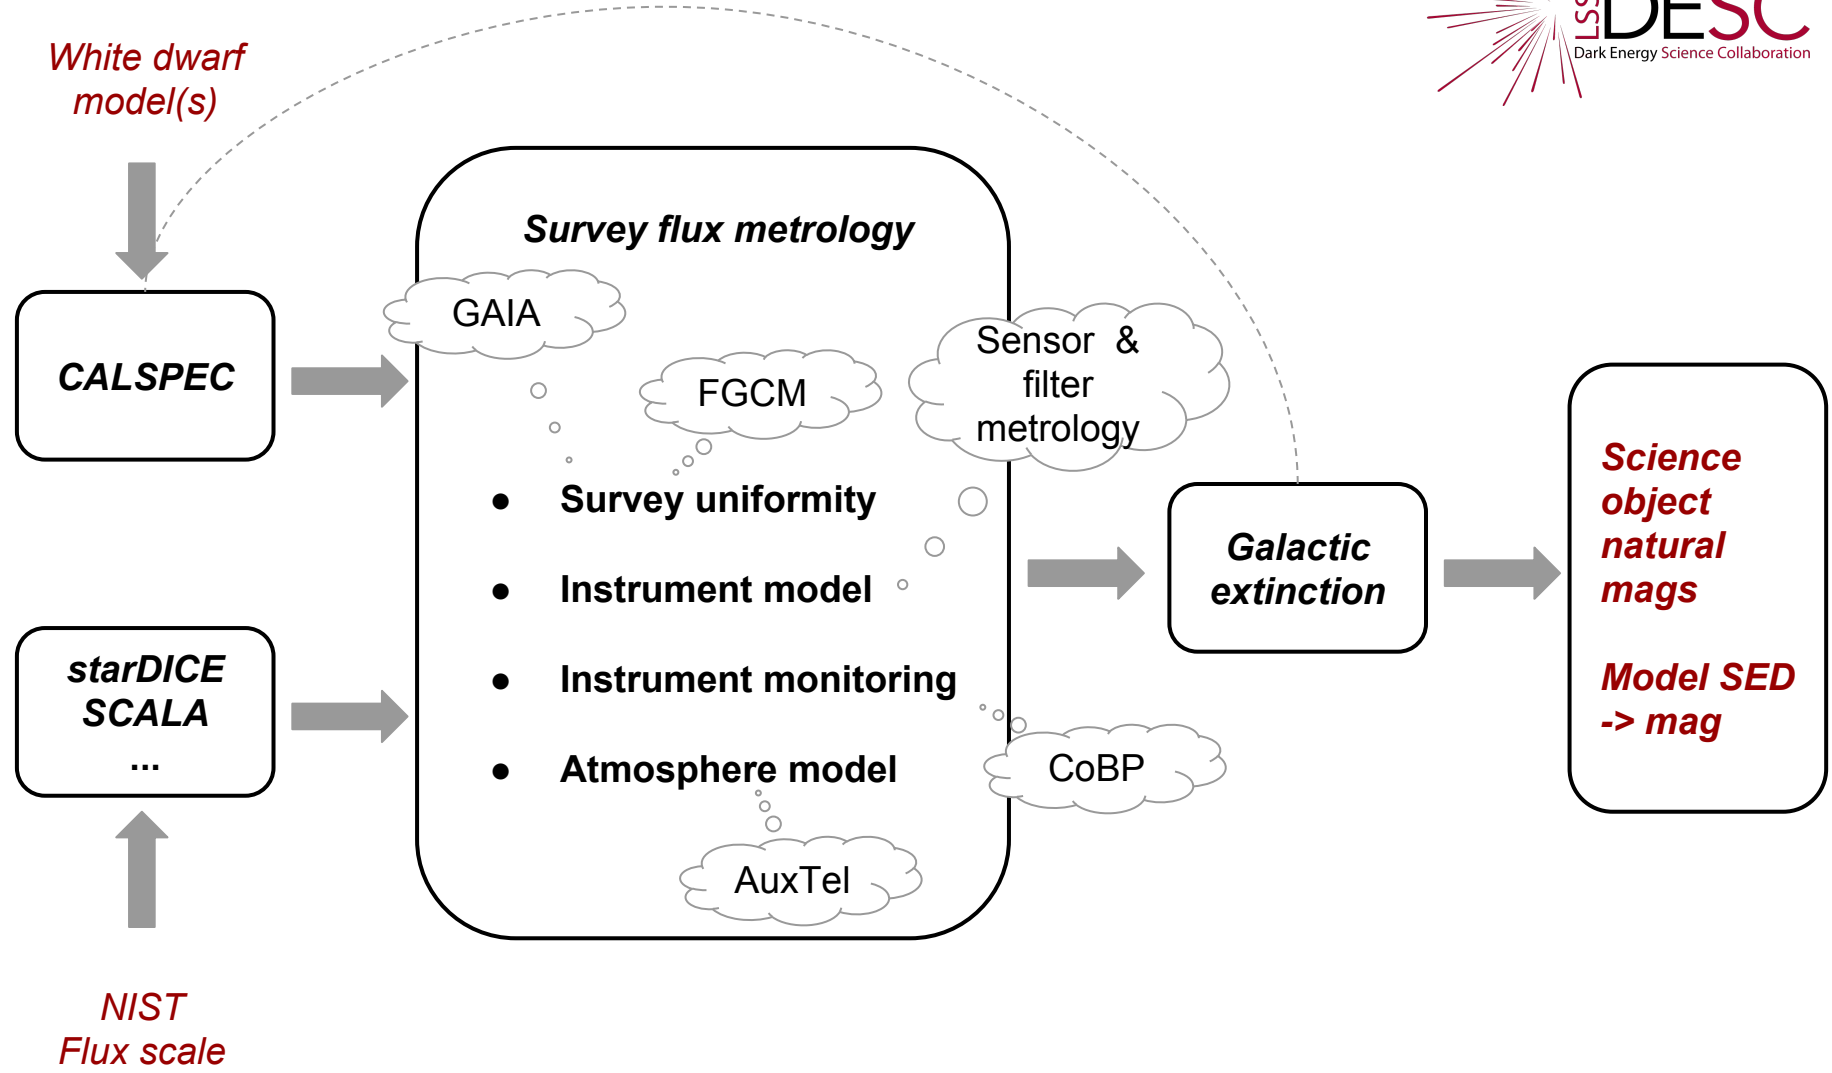 LSS
DESC
Dark Energy Science Collaboration
White dwarf
model(s)
Survey flux metrology
GAIA
FGCM
Sensor & 
filter
metrology
CALSPEC
● Survey uniformity
● Instrument model
● Instrument monitoring
● Atmosphere model
CoBP
AuxTel
starDICE
SCALA
...
NIST
Flux scale
Galactic
extinction
Science
object
natural
mags
Model SED
-> mag